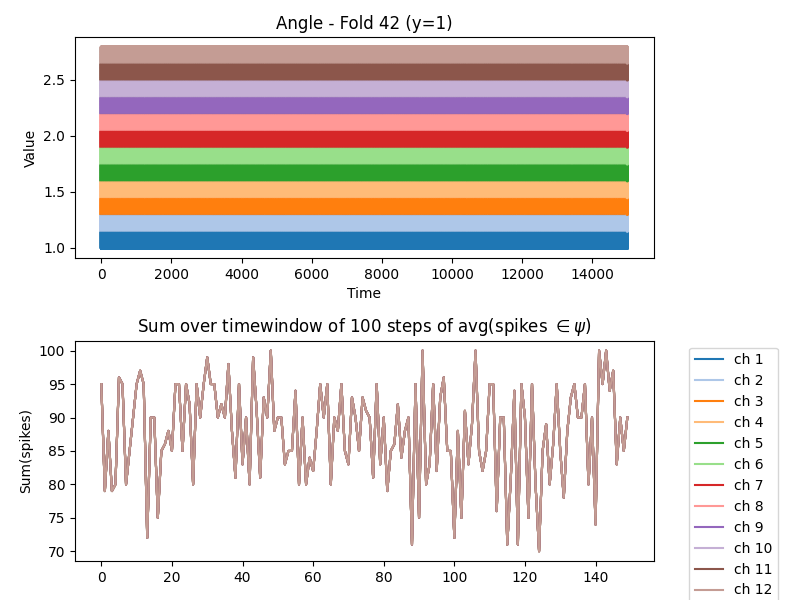 Angle - Fold 42 (y=1)
Value
2.5
2.0
1.5
1.0
0 2000 4000 6000 8000 10000 12000 14000
Time
Sum over timewindow of 100 steps of avg(spikes ∈ ψ)
Sum(spikes)
100
95
90
85
80
75
70
0 20 40 60 80 100 120 140
ch 1
ch 2
ch 3
ch 4
ch 5
ch 6
ch 7
ch 8
ch 9
ch 10
ch 11
ch 12